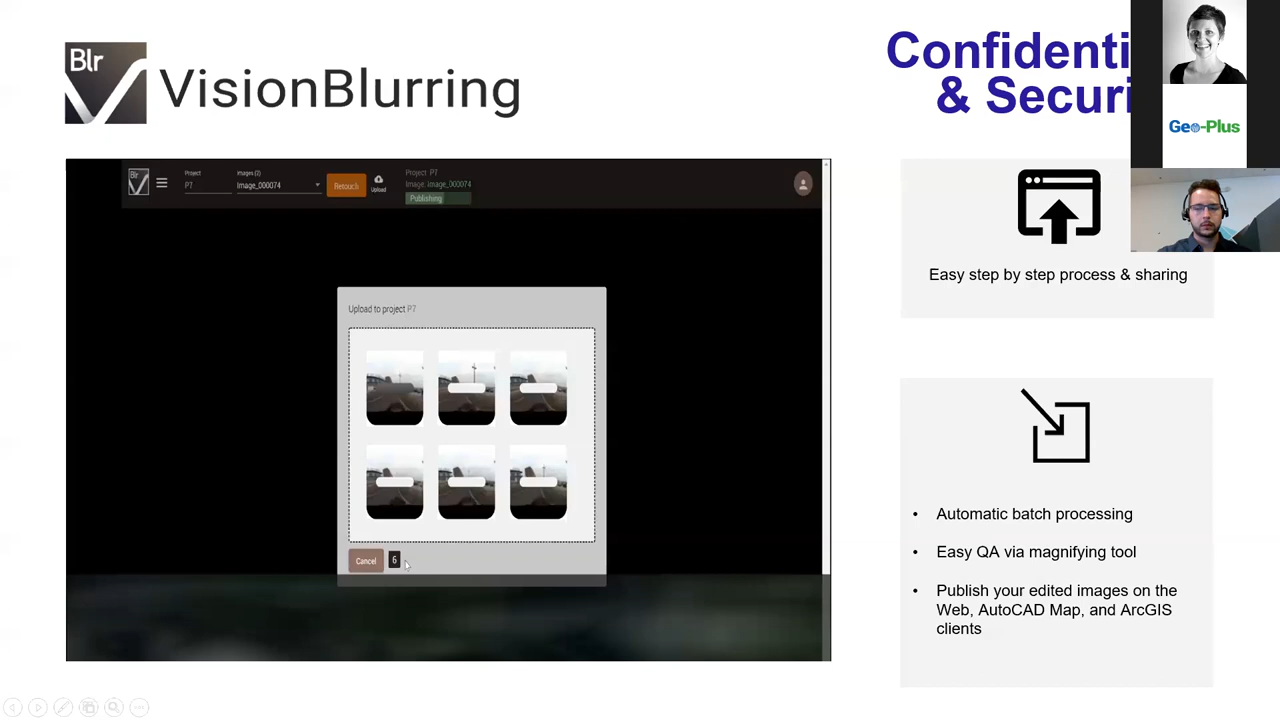 Blr
VisionBlurring
Confidenti
& Securi
Geo-Plus
Project
P7
Images (2)
Image_000074
Retouch
Upload
Project P7
Image: Image_000074
Publishing
Upload to project P7
Cancel
6
Easy step by step process & sharing
• Automatic batch processing
• Easy QA via magnifying tool
• Publish your edited images on the
Web, AutoCAD Map, and ArcGIS
clients